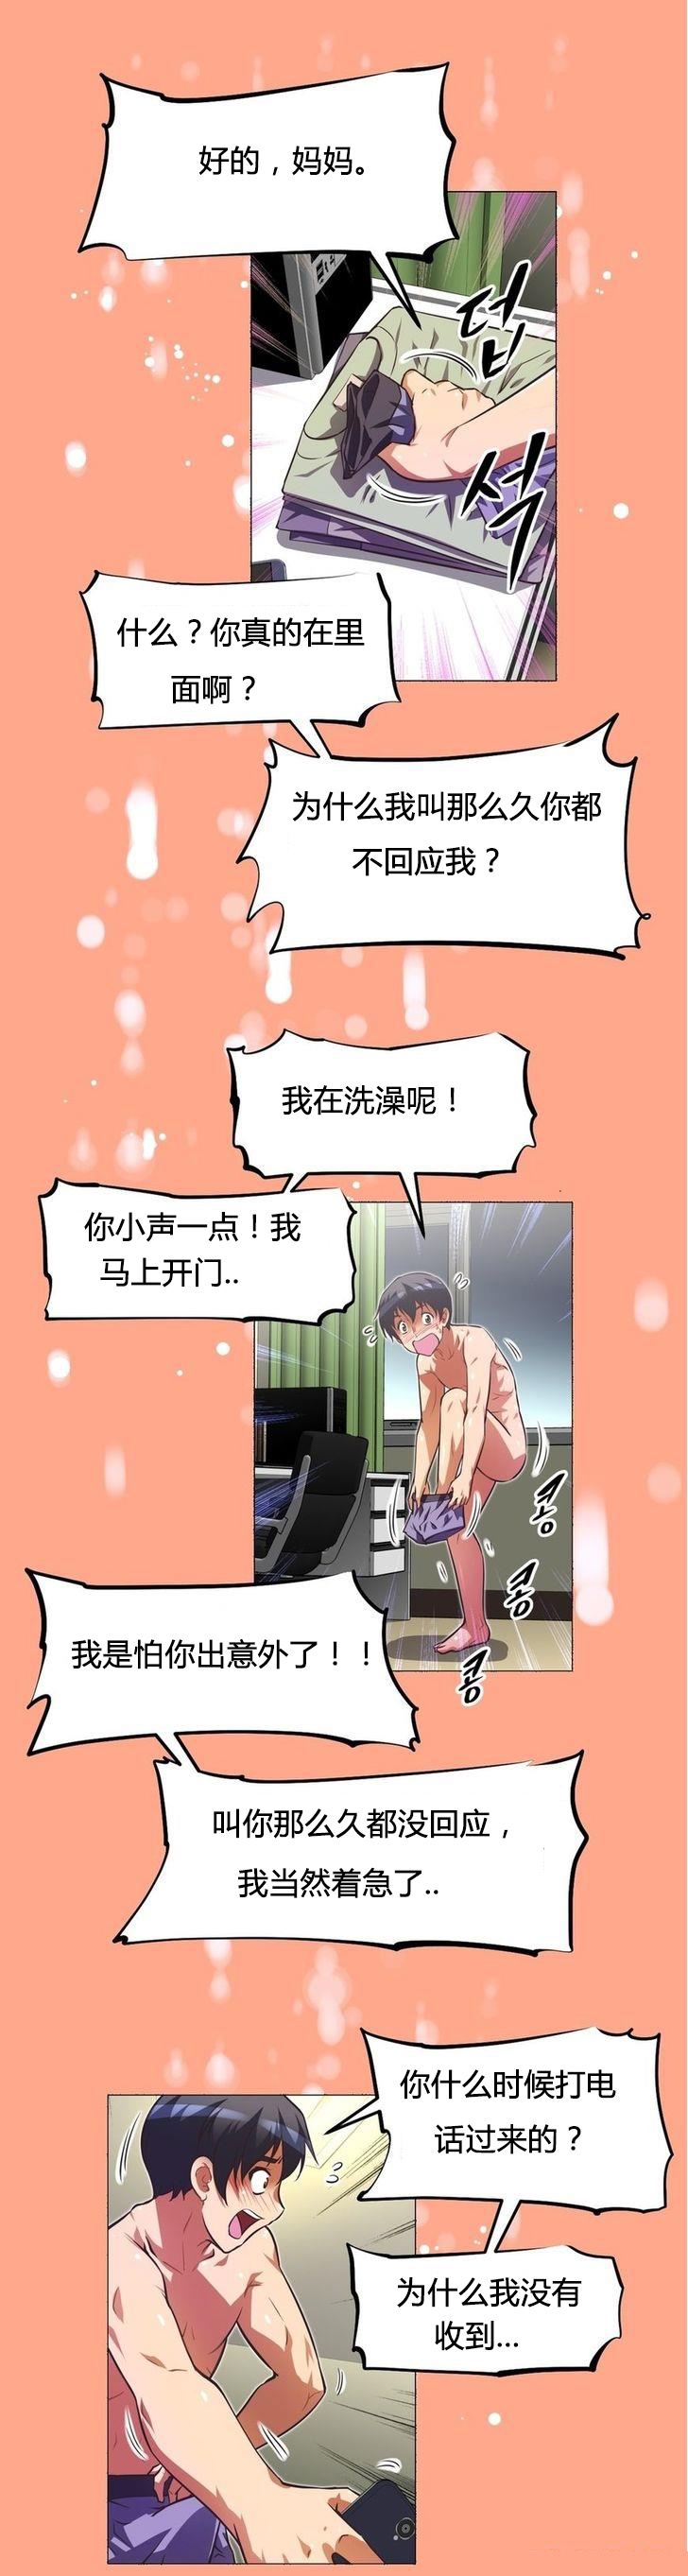 好的，妈妈。
덥
석
什么？你真的在里
面啊？
为什么我叫那么久你都
不回应我？
我在洗澡呢！
你小声一点！我
马上开门..
콩
콩
콩
我是怕你出意外了！！
叫你那么久都没回应，
我当然着急了..
你什么时候打电
话过来的？
为什么我没有
收到...